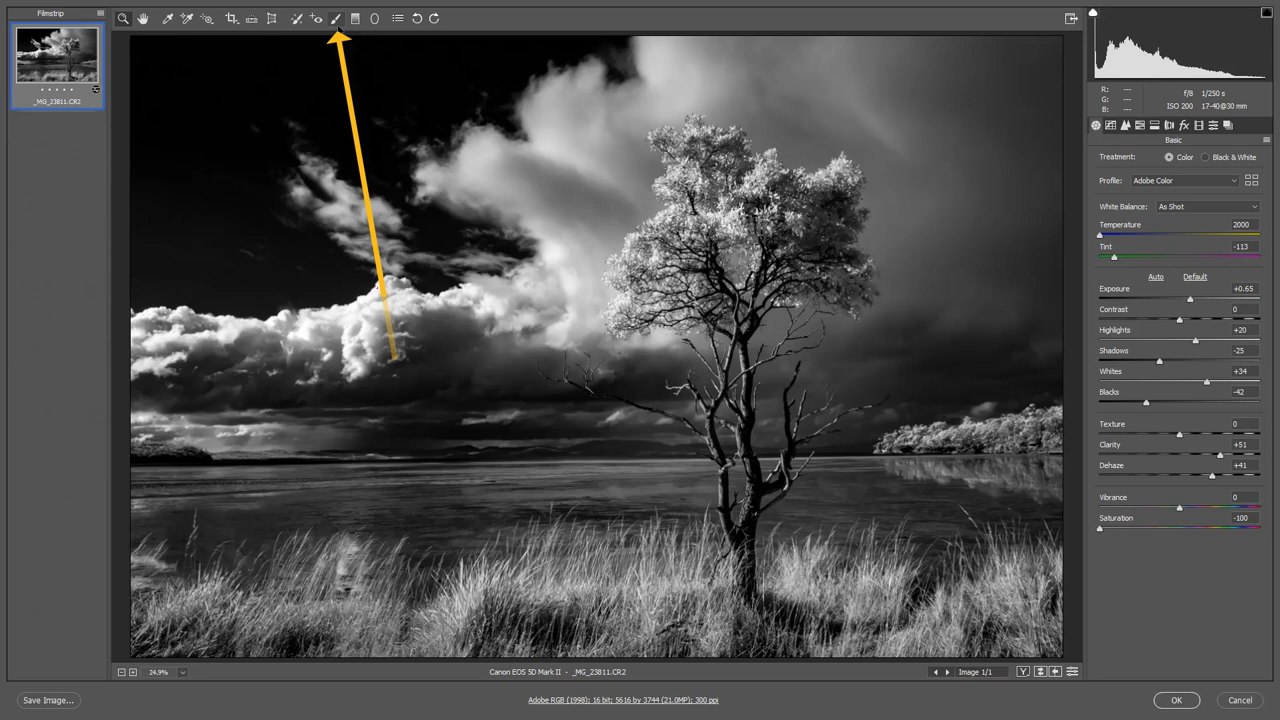 Filmstrip
_MG_23811.CR2
R: ---
G: ---
B: ---
f/8 1/250 s
ISO 200 17-40@30 mm
fx
Basic
Treatment: Color Black & White
Profile: Adobe Color
White Balance: As Shot
Temperature 2000
Tint -113
Auto Default
Exposure +0.65
Contrast 0
Highlights +20
Shadows -25
Whites +34
Blacks -42
Texture 0
Clarity +51
Dehaze +41
Vibrance 0
Saturation -100
24.9%
Canon EOS 5D Mark II - _MG_23811.CR2
Image 1/1
Y
Save Image...
Adobe RGB (1998); 16 bit; 5616 by 3744 (21.0MP); 300 ppi
OK
Cancel